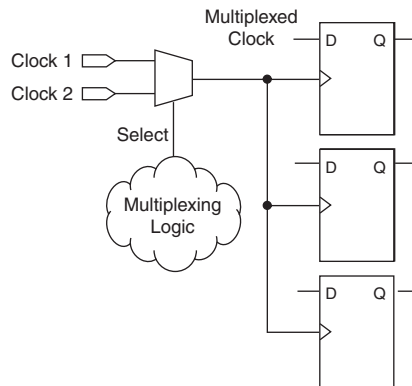 Multiplexed
Clock
D Q
Clock 1
Clock 2
Select
Multiplexing
Logic
D Q
D Q